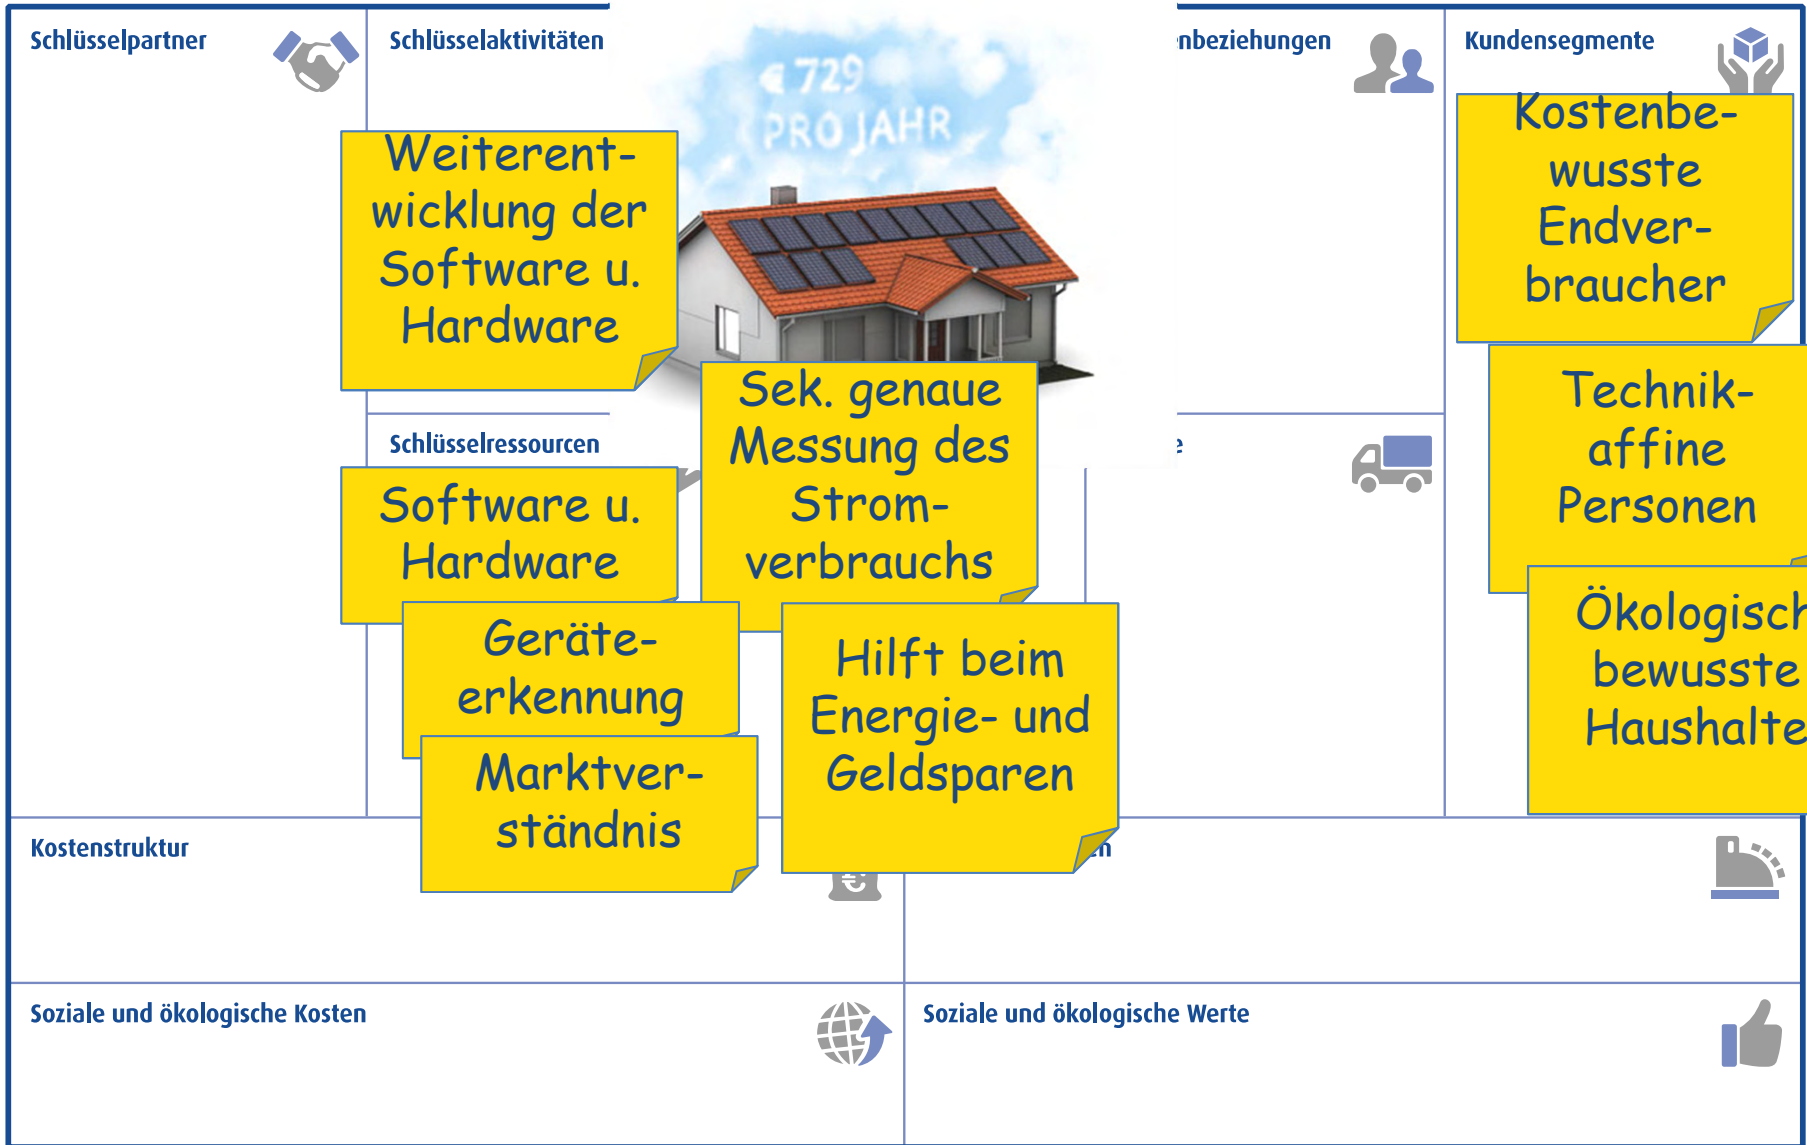 Schlüsselpartner
Schlüsselaktivitäten
nbeziehungen
Kundensegmente
€ 729
PRO JAHR
Weiterent-
wicklung der
Software u.
Hardware
Kostenbe-
wusste
Endver-
braucher
Technik-
affine
Personen
Ökologisch
bewusste
Haushalte
Schlüsselressourcen
Sek. genaue
Messung des
Strom-
verbrauchs
Software u.
Hardware
Geräte-
erkennung
Marktver-
ständnis
Hilft beim
Energie- und
Geldsparen
Kostenstruktur
€
Soziale und ökologische Kosten
Soziale und ökologische Werte